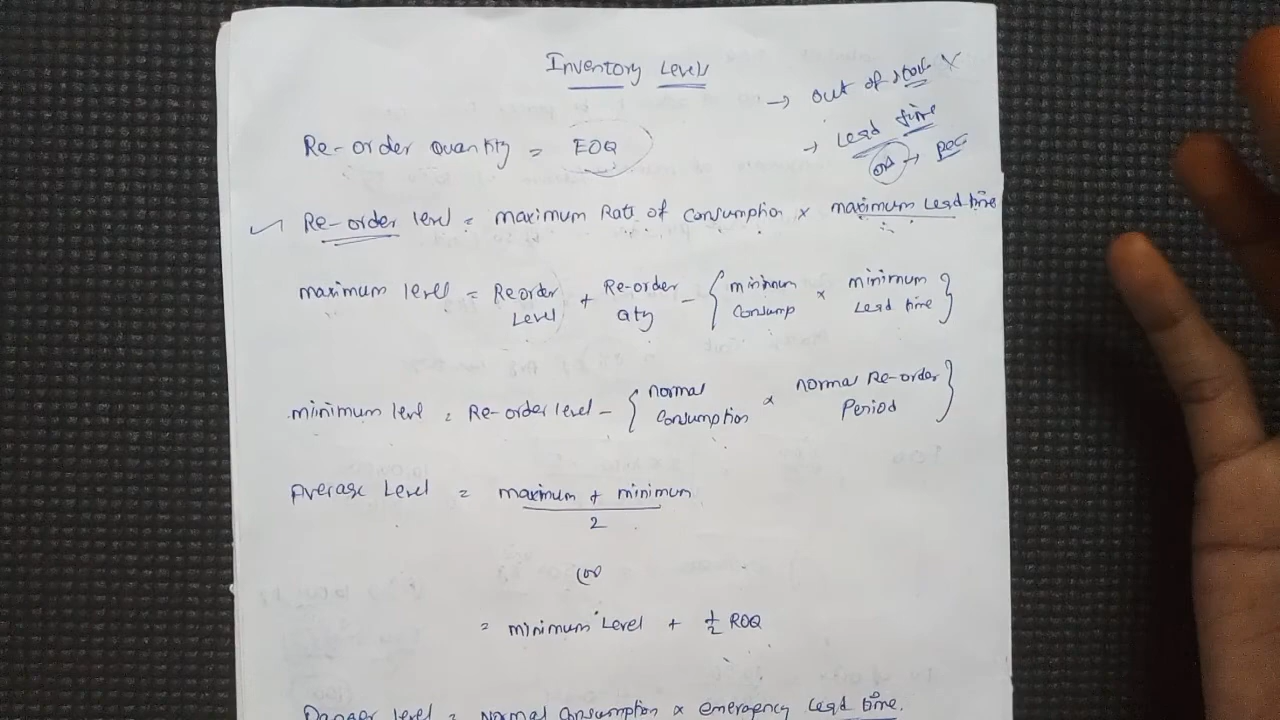 Inventory Levels
→ out of stock X
→ Lead time
Re-order Quantity = EOQ
OR → Rec
✓ Re-order level = maximum Rate of consumption × maximum Lead time
maximum level = Reorder Level + Re-order Qty - { minimum Consump × minimum Lead time }
minimum level = Re-order level - { normal Consumption × normal Re-order Period }
Average Level = maximum + minimum
2
(or)
= minimum Level + 1/2 ROQ
Danger level = Normal Consumption × emergency Lead time.